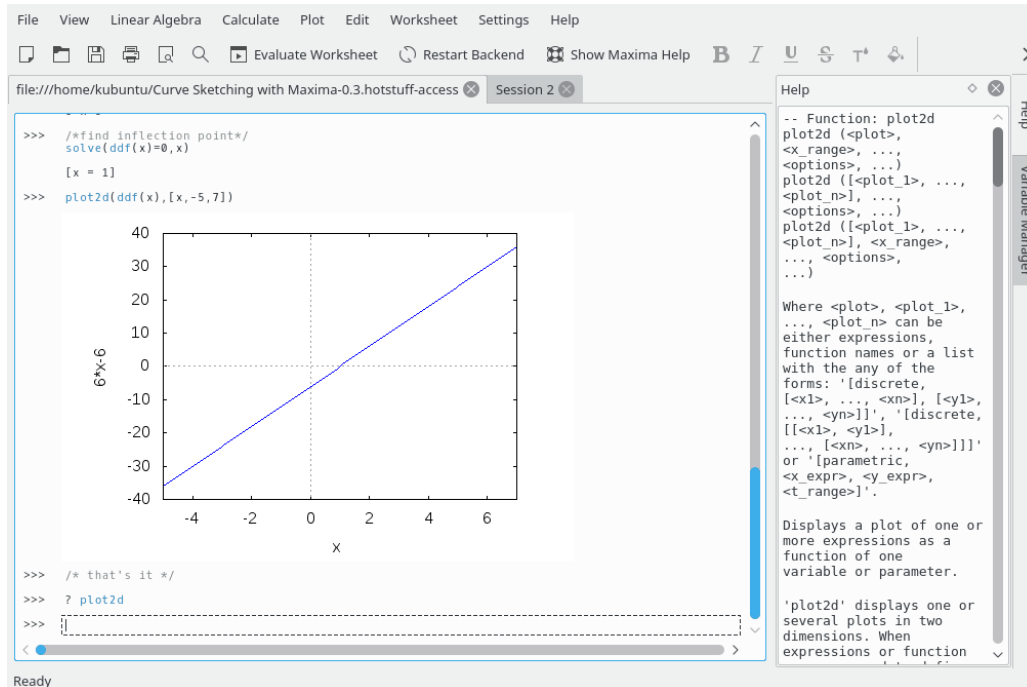 File View Linear Algebra Calculate Plot Edit Worksheet Settings Help
Evaluate Worksheet Restart Backend Show Maxima Help B I U S T
file:///home/kubuntu/Curve Sketching with Maxima-0.3.hotstuff-access Session 2
>>> /*find inflection point*/
solve(ddf(x)=0,x)
[x = 1]
>>> plot2d(ddf(x),[x,-5,7])
40
30
20
10
0
-10
-20
-30
-40
6*x-6
-4 -2 0 2 4 6
x
>>> /* that's it */
>>> ? plot2d
>>>
Help
-- Function: plot2d
plot2d (<plot>,
<x_range>, ...,
<options>, ...)
plot2d ([<plot_1>, ...,
<plot_n>], ...,
<options>, ...)
plot2d ([<plot_1>, ...,
<plot_n>], <x_range>,
..., <options>,
...)
Where <plot>, <plot_1>,
..., <plot_n> can be
either expressions,
function names or a list
with the any of the
forms: '[discrete,
[<x1>, ..., <xn>], [<y1>,
..., <yn>]]', '[discrete,
[[<x1>, <y1>],
..., [<xn>, ..., <yn>]]]'
or '[parametric,
<x_expr>, <y_expr>,
<t_range>]'.
Displays a plot of one or
more expressions as a
function of one
variable or parameter.
'plot2d' displays one or
several plots in two
dimensions. When
expressions or function
Help
Variable Manager
Ready